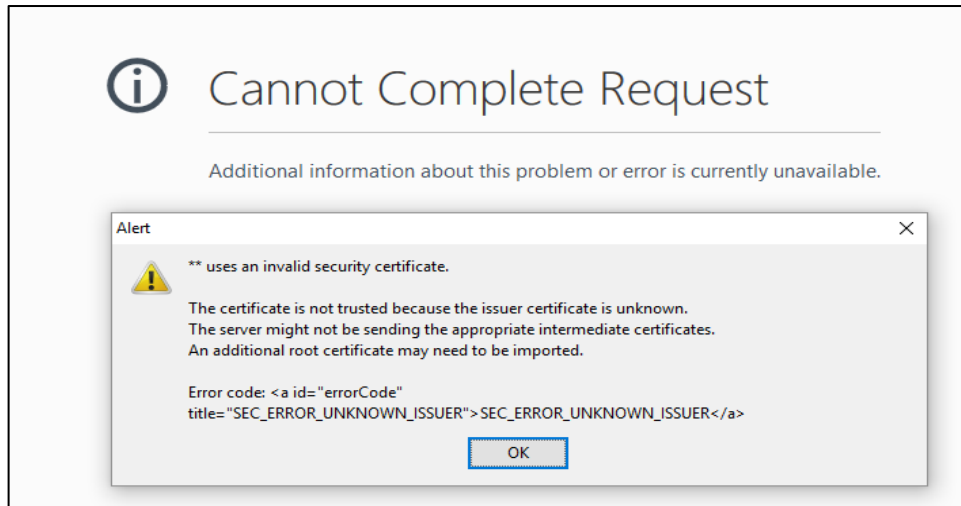 Cannot Complete Request
Additional information about this problem or error is currently unavailable.
Alert
** uses an invalid security certificate.
The certificate is not trusted because the issuer certificate is unknown.
The server might not be sending the appropriate intermediate certificates.
An additional root certificate may need to be imported.
Error code: <a id="errorCode"
title="SEC_ERROR_UNKNOWN_ISSUER">SEC_ERROR_UNKNOWN_ISSUER</a>
OK